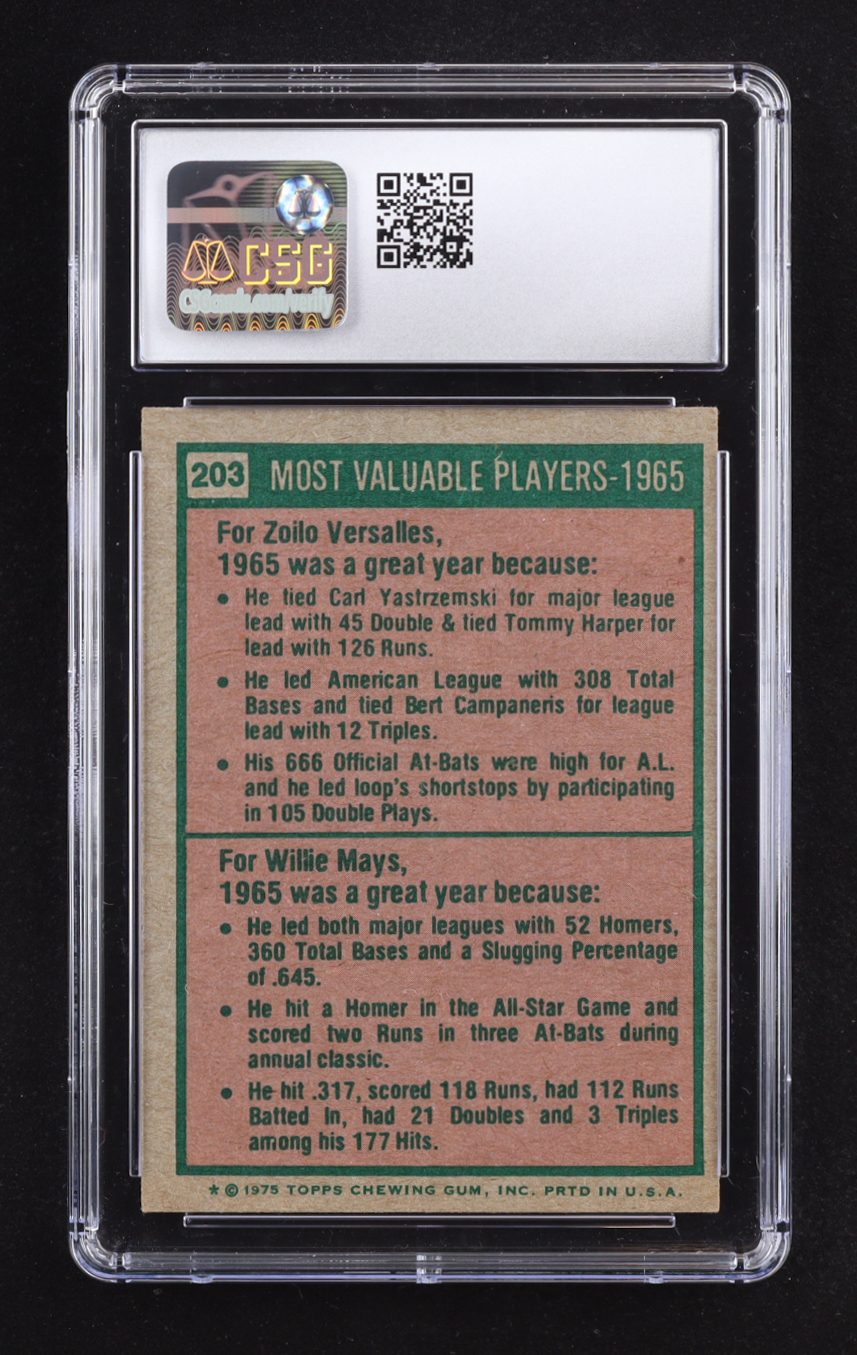 CSG
CSGcards.com/verify
203 MOST VALUABLE PLAYERS-1965
For Zoilo Versalles,
1965 was a great year because:
• He tied Carl Yastrzemski for major league
lead with 45 Double & tied Tommy Harper for
lead with 126 Runs.
• He led American League with 308 Total
Bases and tied Bert Campaneris for league
lead with 12 Triples.
• His 666 Official At-Bats were high for A.L.
and he led loop's shortstops by participating
in 105 Double Plays.
For Willie Mays,
1965 was a great year because:
• He led both major leagues with 52 Homers,
360 Total Bases and a Slugging Percentage
of .645.
• He hit a Homer in the All-Star Game and
scored two Runs in three At-Bats during
annual classic.
• He hit .317, scored 118 Runs, had 112 Runs
Batted In, had 21 Doubles and 3 Triples
among his 177 Hits.
* © 1975 TOPPS CHEWING GUM, INC. PRTD IN U.S.A.